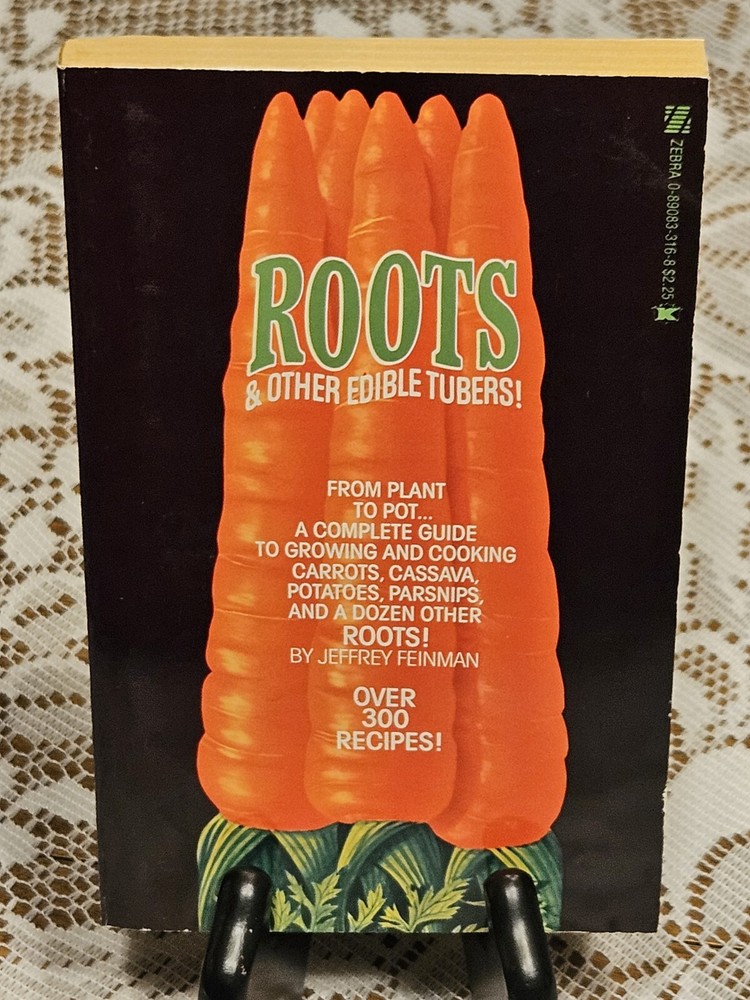 ROOTS
& OTHER EDIBLE TUBERS!
FROM PLANT
TO POT...
A COMPLETE GUIDE
TO GROWING AND COOKING
CARROTS, CASSAVA,
POTATOES, PARSNIPS,
AND A DOZEN OTHER
ROOTS!
BY JEFFREY FEINMAN
OVER
300
RECIPES!
ZEBRA 0-89083-316-8 $2.25 K